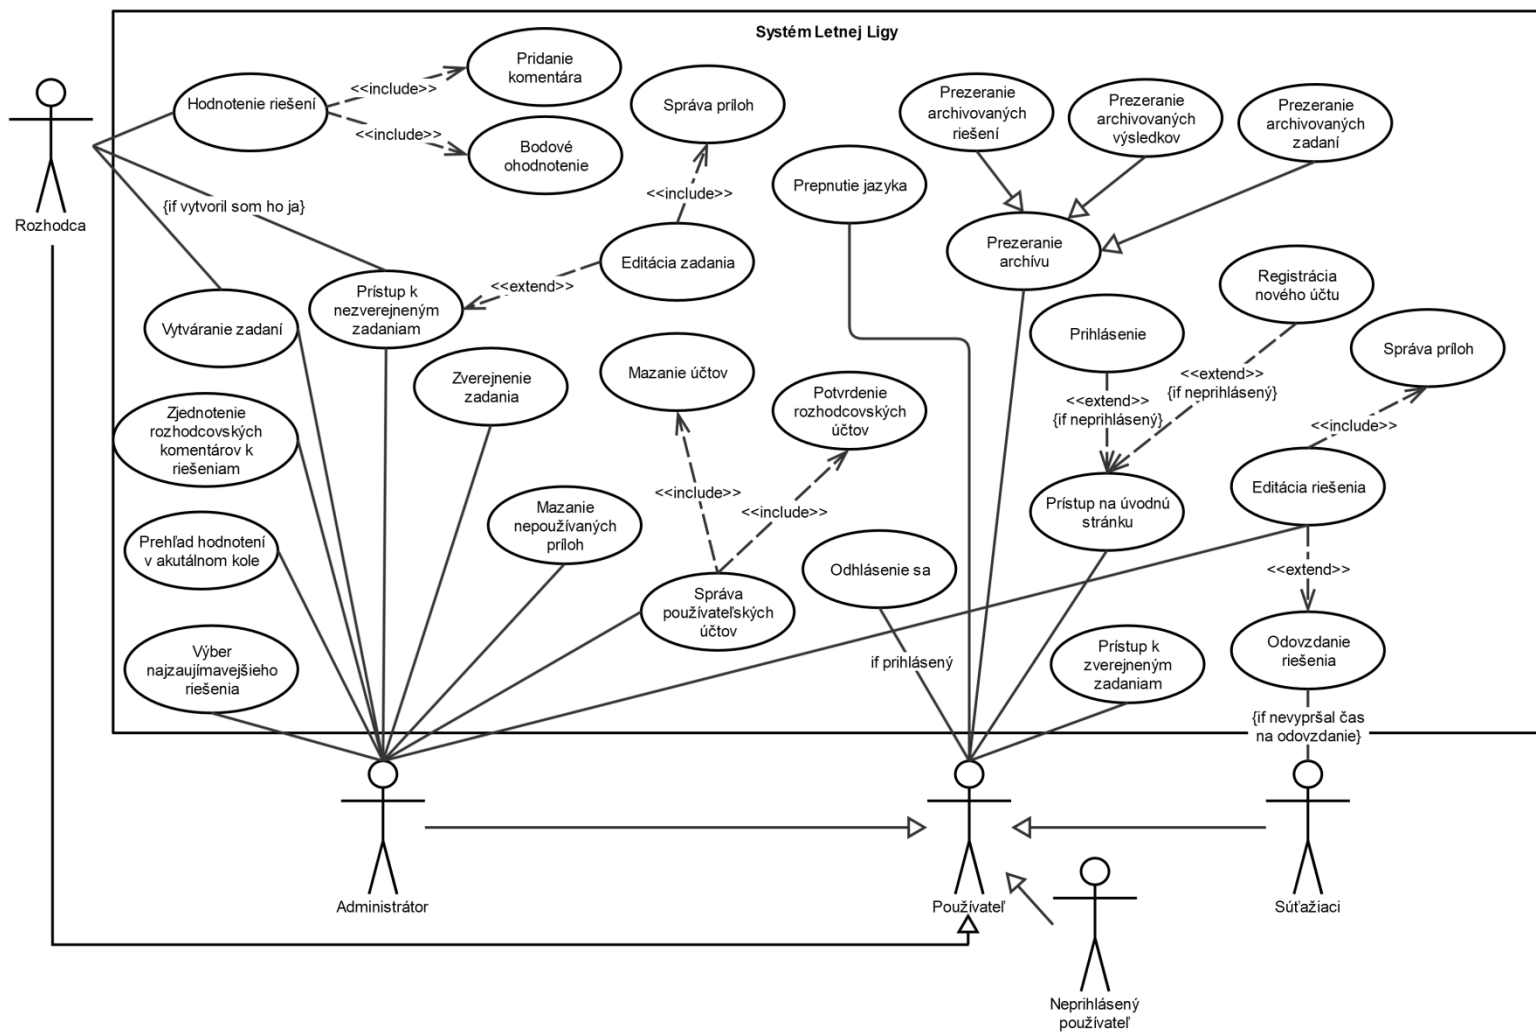 Systém Letnej Ligy
Pridanie
komentára
Hodnotenie riešení
<<include>>
<<include>>
Bodové
ohodnotenie
Správa príloh
<<include>>
Prezeranie
archivovaných
riešení
Prezeranie
archivovaných
výsledkov
Prezeranie
archivovaných
zadaní
Prepnutie jazyka
{if vytvoril som ho ja}
Rozhodca
Editácia zadania
<<extend>>
Prezeranie
archívu
Registrácia
nového účtu
Prístup k
nezverejneným
zadaniam
Vytváranie zadaní
Prihlásenie
Správa príloh
Zverejnenie
zadania
Mazanie účtov
Potvrdenie
rozhodcovských
účtov
<<extend>>
{if neprihlásený}
<<extend>>
{if neprihlásený}
Zjednotenie
rozhodcovských
komentárov k
riešeniam
<<include>>
<<include>>
<<include>>
Editácia riešenia
Prístup na úvodnú
stránku
Mazanie
nepoužívaných
príloh
Prehľad hodnotení
v akutálnom kole
Odhlásenie sa
<<extend>>
Správa
používateľských
účtov
Výber
najzaujímavejšieho
riešenia
if prihlásený
Prístup k
zverejneným
zadaniam
Odovzdanie
riešenia
{if nevypršal čas
na odovzdanie}
Administrátor
Používateľ
Súťažiaci
Neprihlásený
používateľ